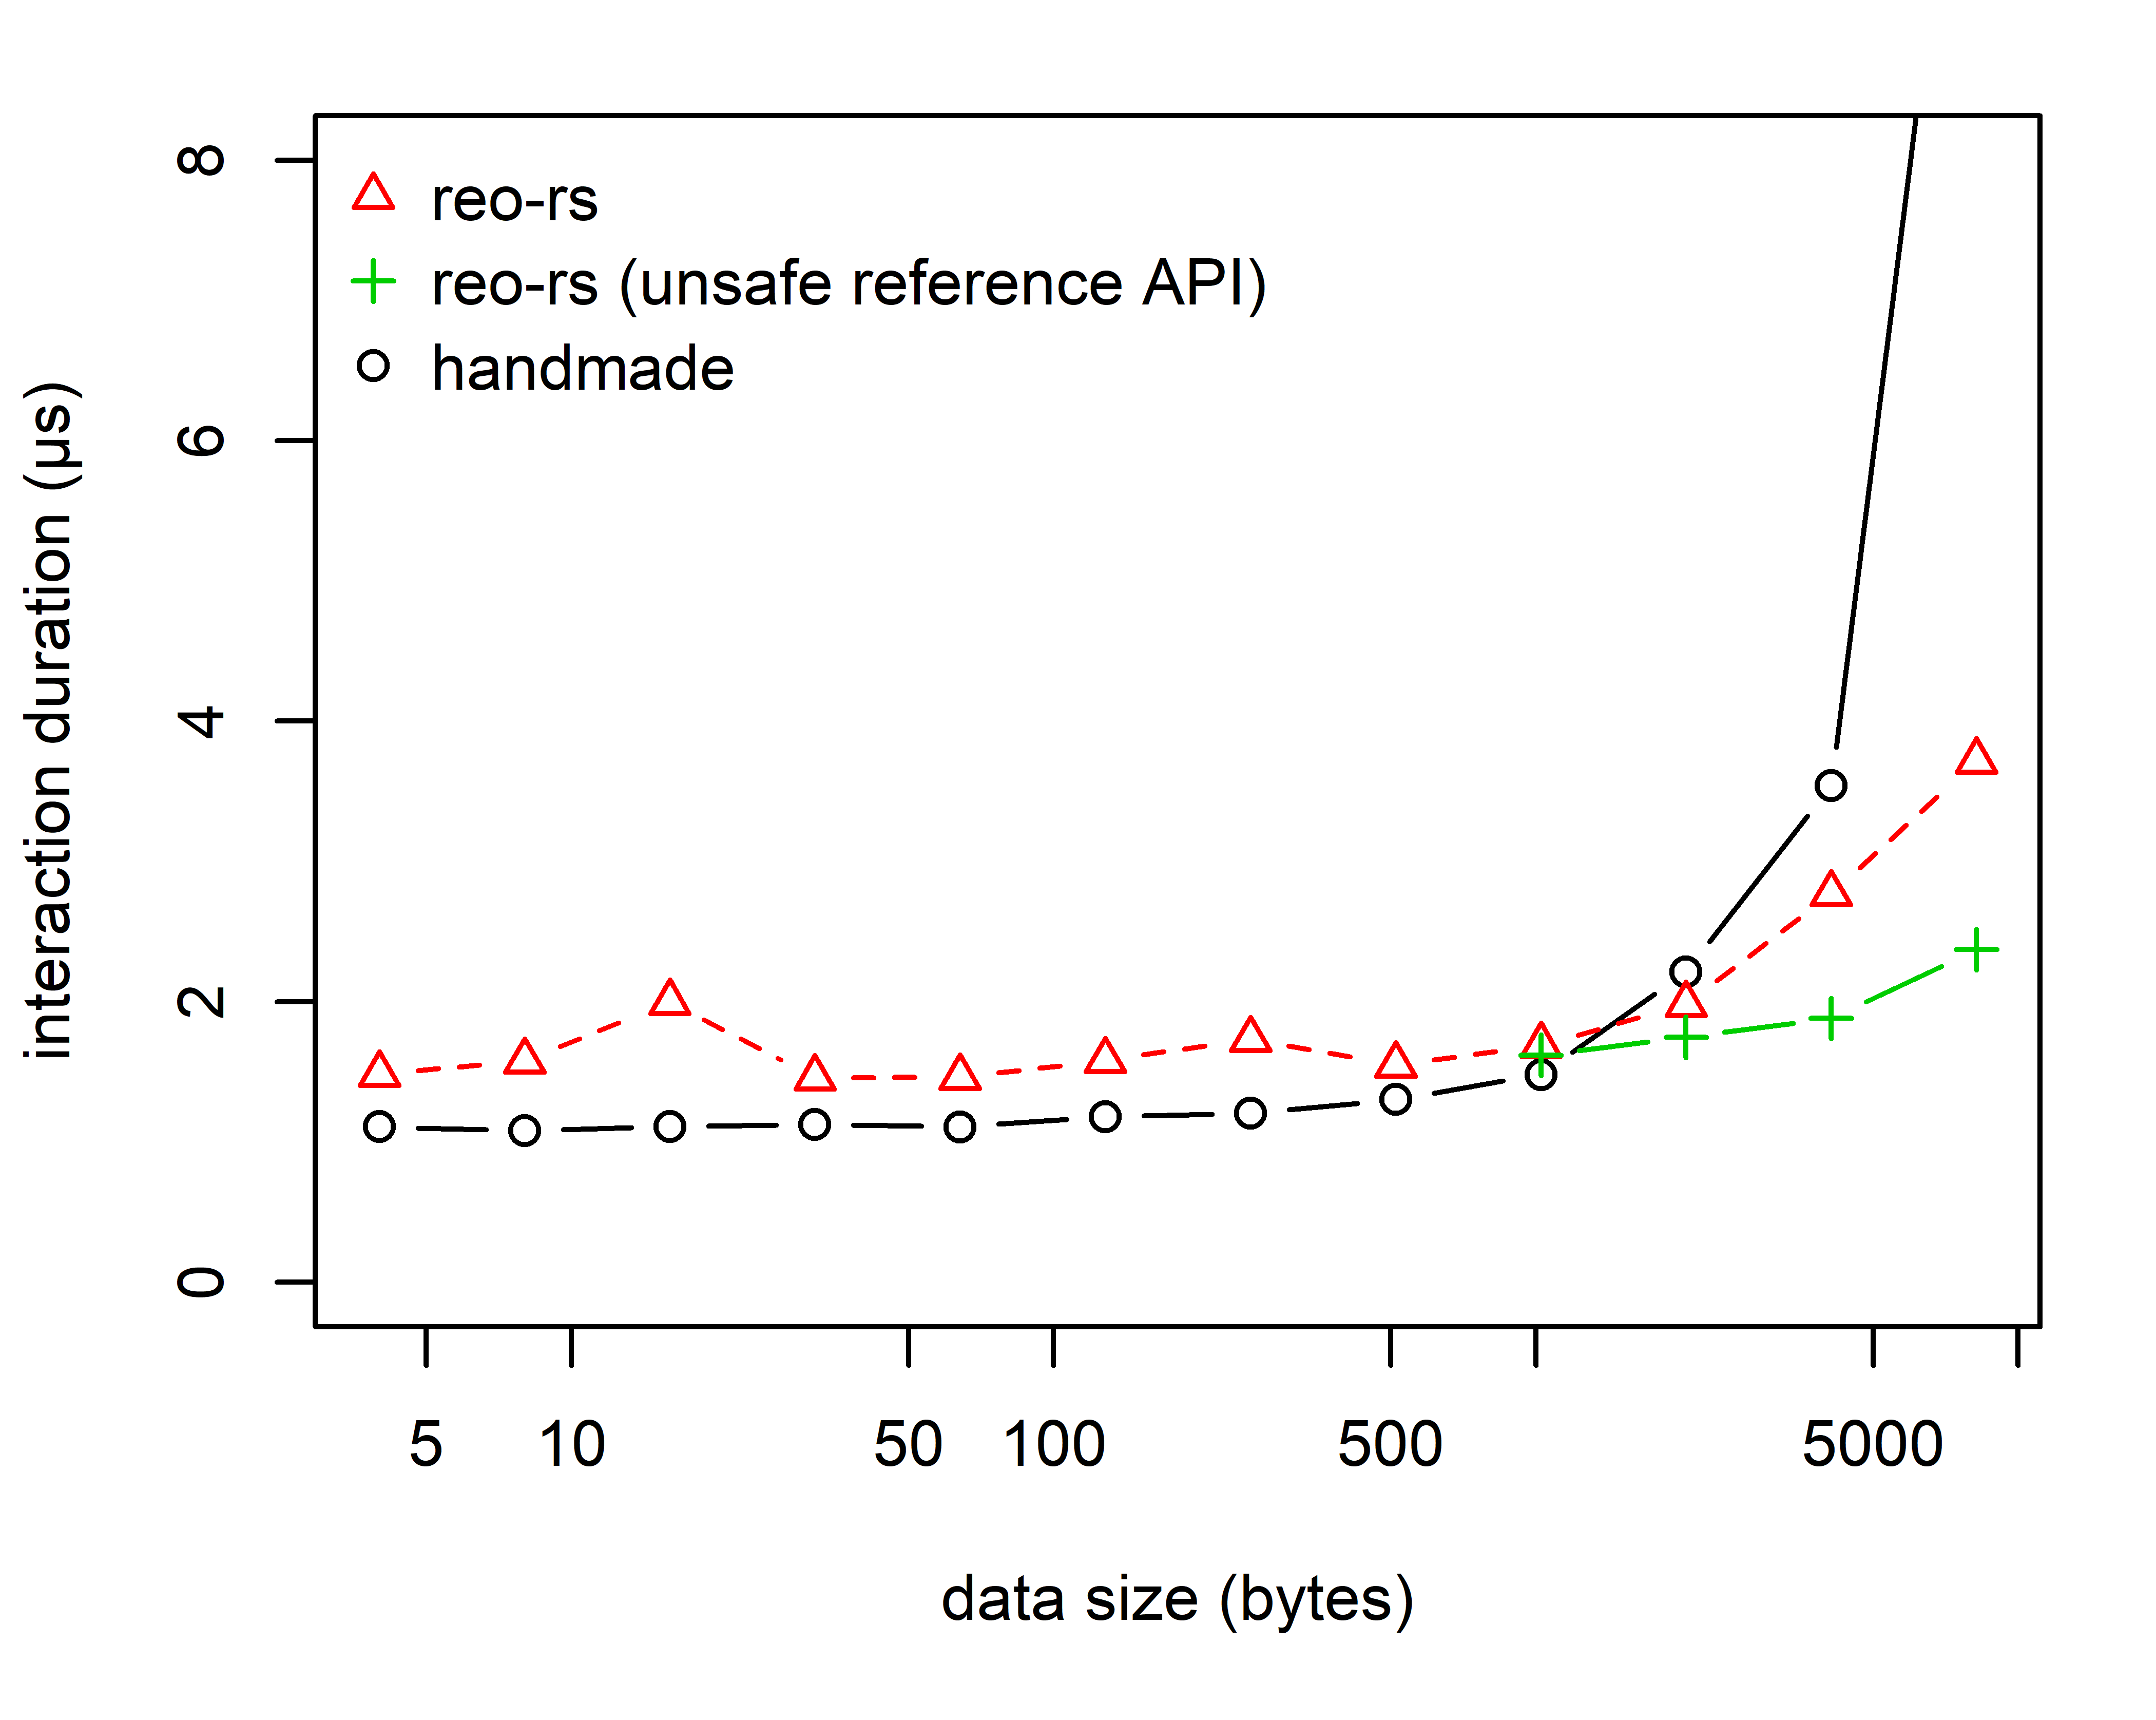 reo-rs
reo-rs (unsafe reference API)
handmade
interaction duration (µs)
8
6
4
2
0
5 10 50 100 500 5000
data size (bytes)